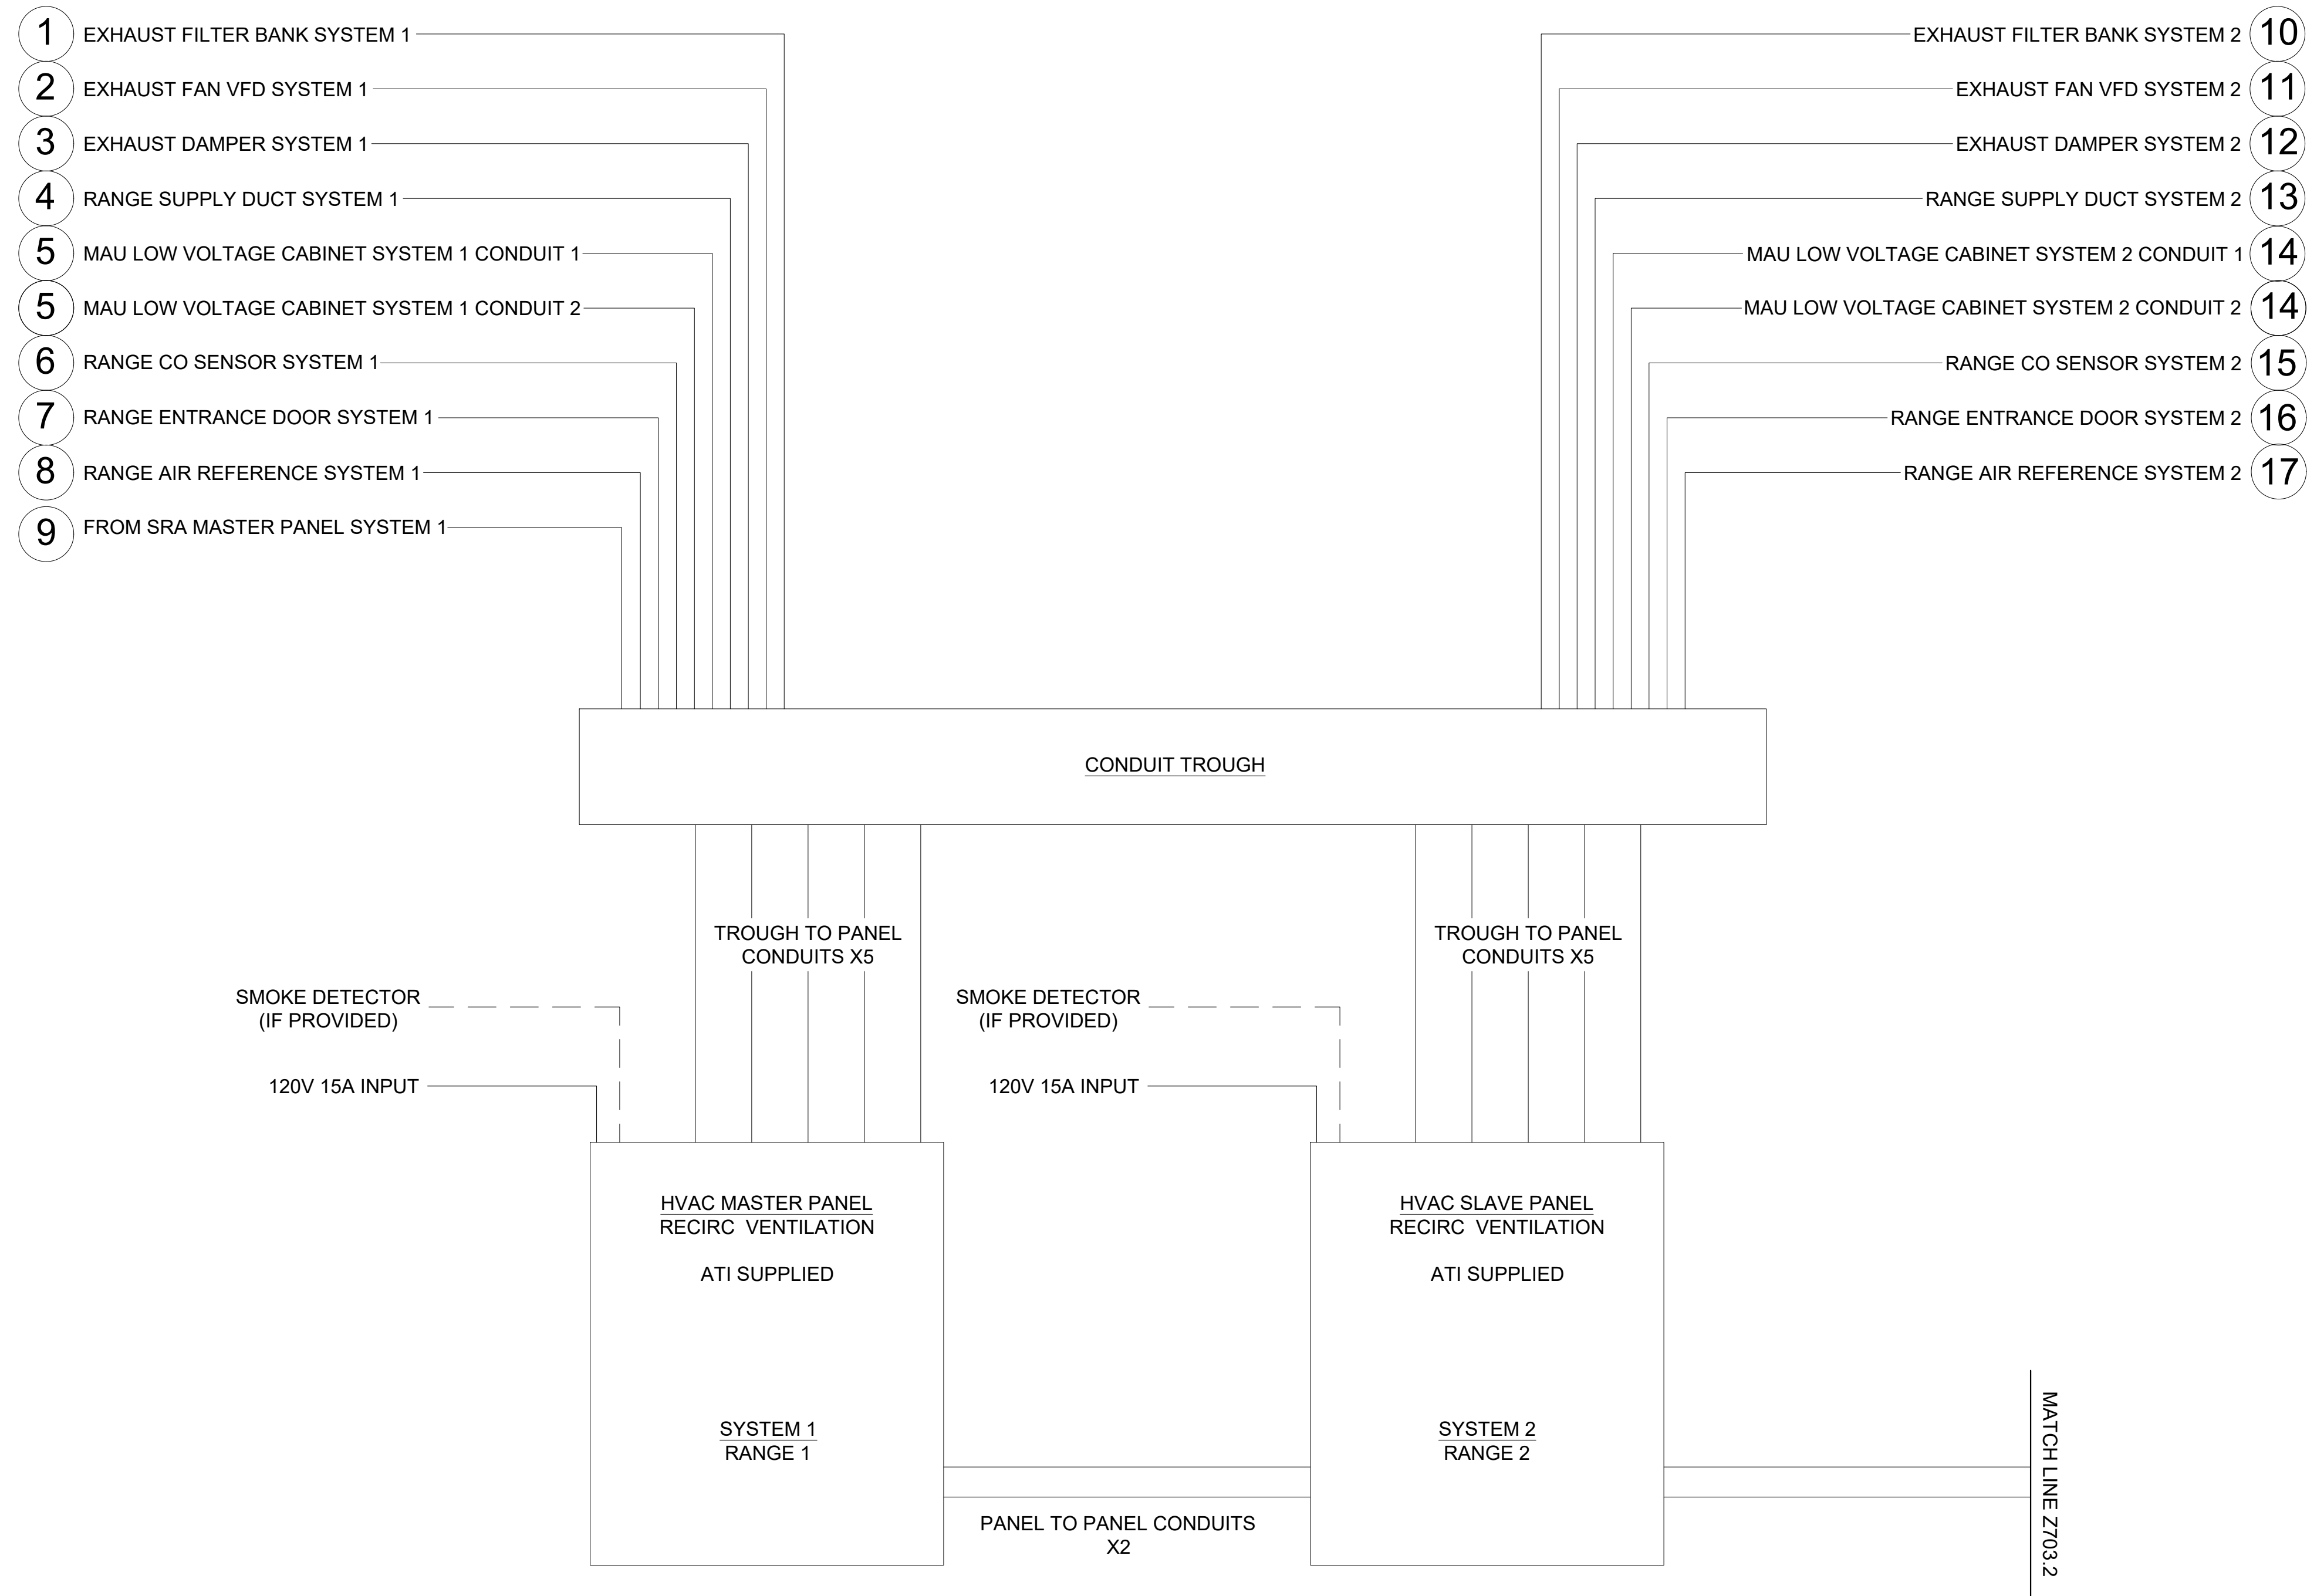 1 EXHAUST FILTER BANK SYSTEM 1
2 EXHAUST FAN VFD SYSTEM 1
3 EXHAUST DAMPER SYSTEM 1
4 RANGE SUPPLY DUCT SYSTEM 1
5 MAU LOW VOLTAGE CABINET SYSTEM 1 CONDUIT 1
5 MAU LOW VOLTAGE CABINET SYSTEM 1 CONDUIT 2
6 RANGE CO SENSOR SYSTEM 1
7 RANGE ENTRANCE DOOR SYSTEM 1
8 RANGE AIR REFERENCE SYSTEM 1
9 FROM SRA MASTER PANEL SYSTEM 1
EXHAUST FILTER BANK SYSTEM 2 10
EXHAUST FAN VFD SYSTEM 2 11
EXHAUST DAMPER SYSTEM 2 12
RANGE SUPPLY DUCT SYSTEM 2 13
MAU LOW VOLTAGE CABINET SYSTEM 2 CONDUIT 1 14
MAU LOW VOLTAGE CABINET SYSTEM 2 CONDUIT 2 14
RANGE CO SENSOR SYSTEM 2 15
RANGE ENTRANCE DOOR SYSTEM 2 16
RANGE AIR REFERENCE SYSTEM 2 17
CONDUIT TROUGH
TROUGH TO PANEL
CONDUITS X5
TROUGH TO PANEL
CONDUITS X5
SMOKE DETECTOR
(IF PROVIDED)
120V 15A INPUT
SMOKE DETECTOR
(IF PROVIDED)
120V 15A INPUT
HVAC MASTER PANEL
RECIRC VENTILATION
ATI SUPPLIED
SYSTEM 1
RANGE 1
HVAC SLAVE PANEL
RECIRC VENTILATION
ATI SUPPLIED
SYSTEM 2
RANGE 2
PANEL TO PANEL CONDUITS
X2
MATCH LINE Z703.2